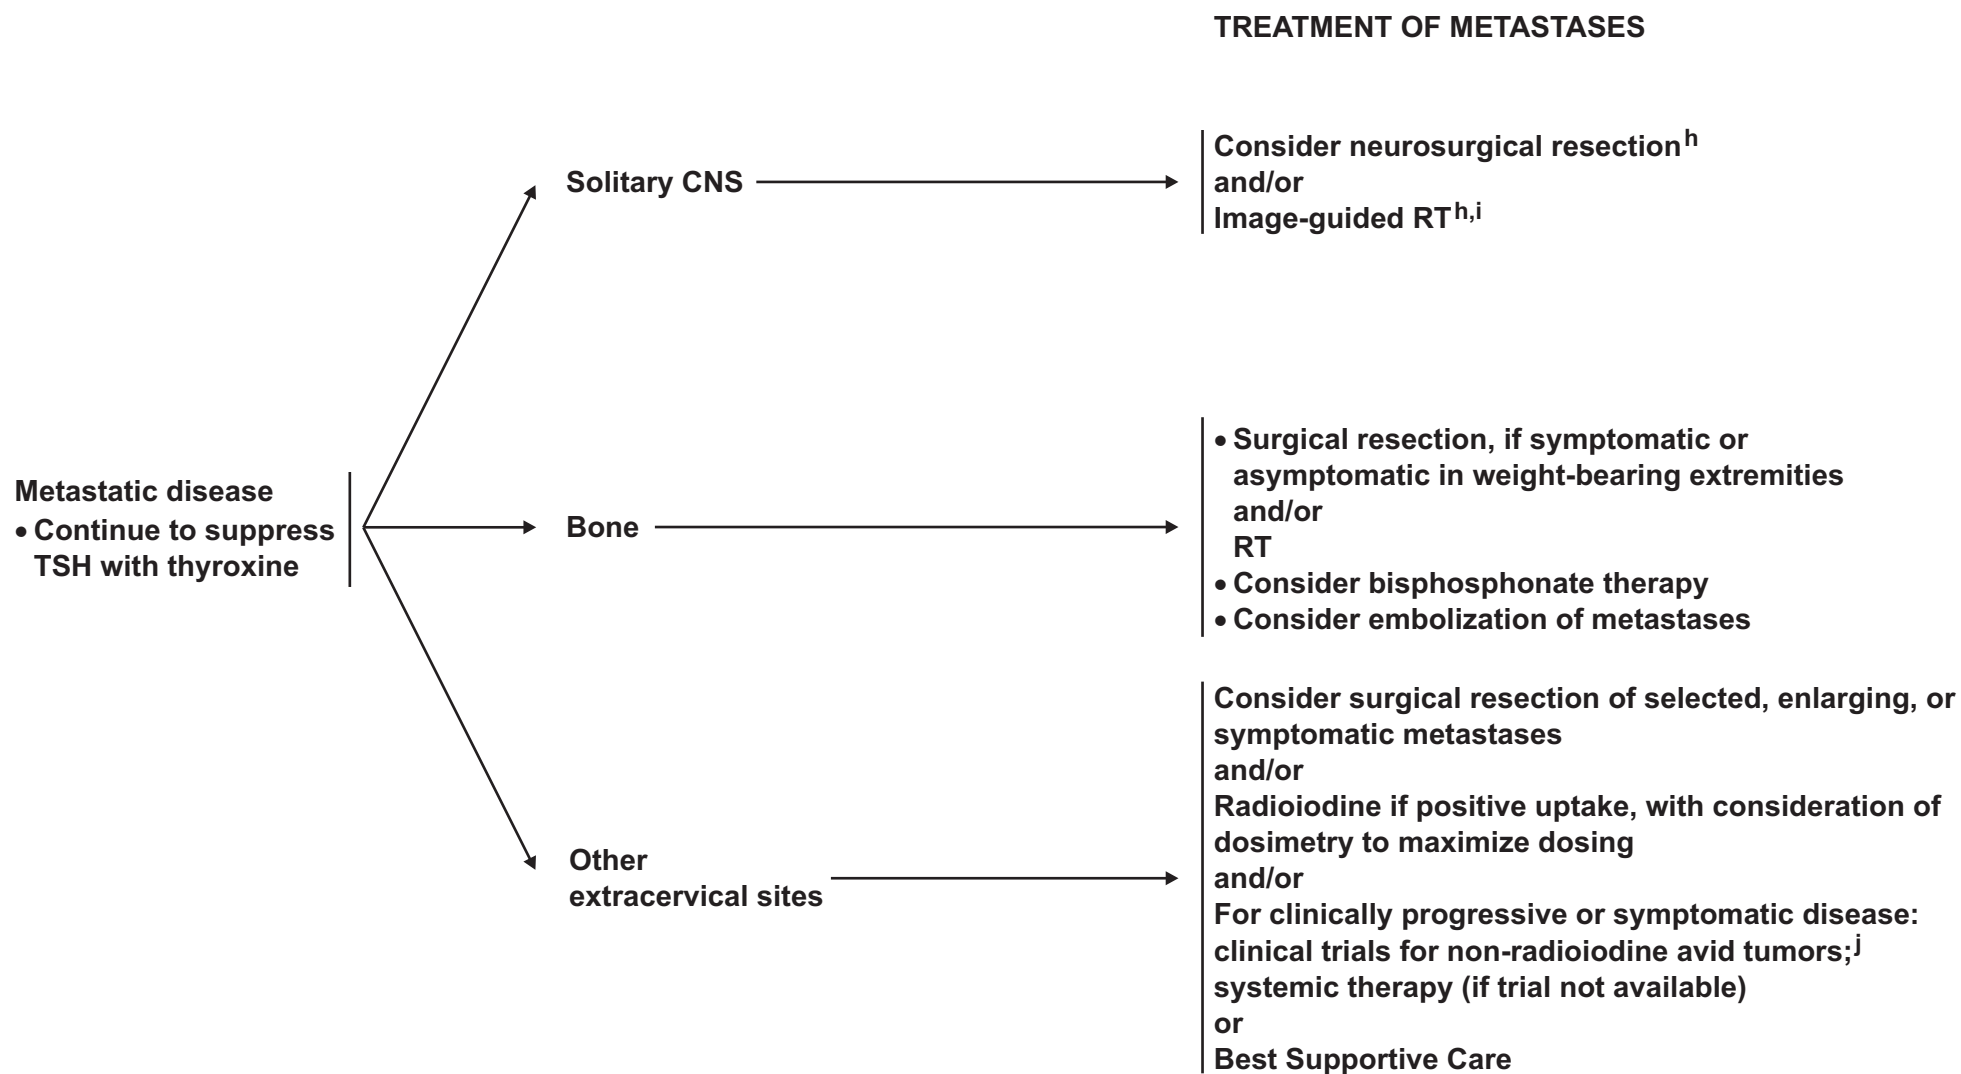 TREATMENT OF METASTASES
Metastatic disease
• Continue to suppress
TSH with thyroxine
Solitary CNS
Consider neurosurgical resection^h
and/or
Image-guided RT^h,i
Bone
• Surgical resection, if symptomatic or
asymptomatic in weight-bearing extremities
and/or
RT
• Consider bisphosphonate therapy
• Consider embolization of metastases
Other
extracervical sites
Consider surgical resection of selected, enlarging, or
symptomatic metastases
and/or
Radioiodine if positive uptake, with consideration of
dosimetry to maximize dosing
and/or
For clinically progressive or symptomatic disease:
clinical trials for non-radioiodine avid tumors;^j
systemic therapy (if trial not available)
or
Best Supportive Care